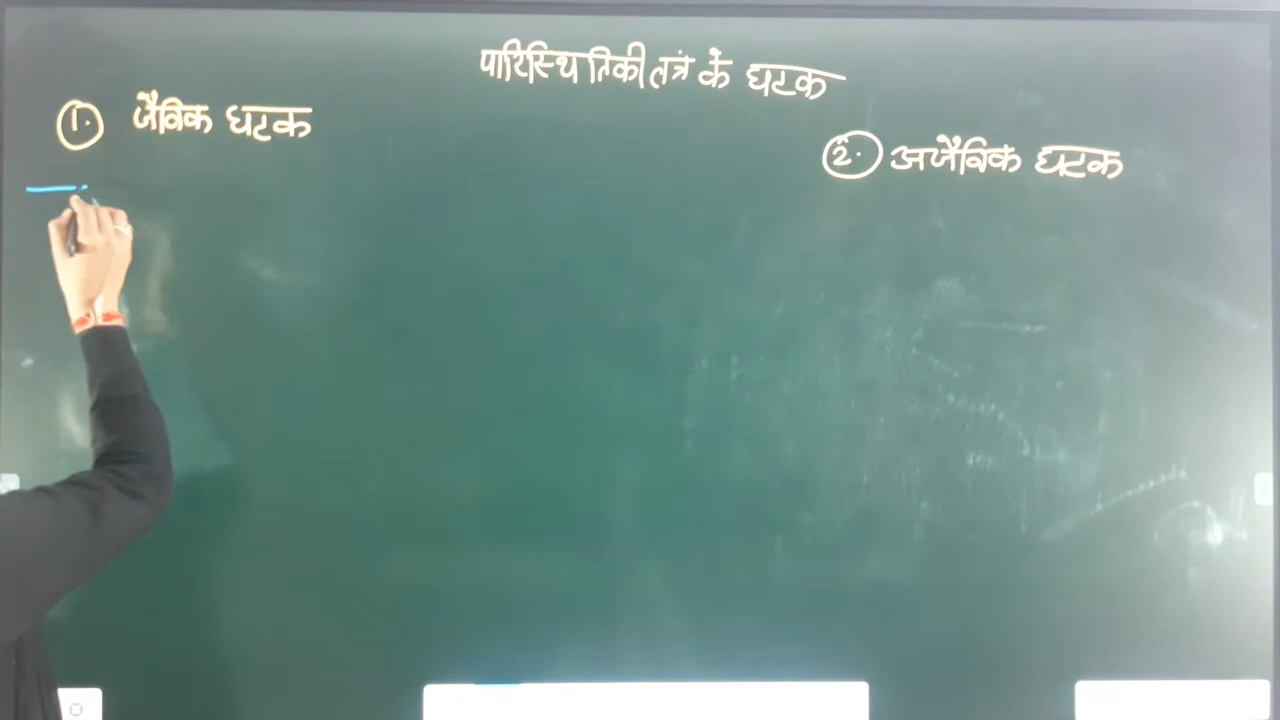 पारिस्थितिकी तंत्र के घटक
1. जैविक घटक
2. अजैविक घटक